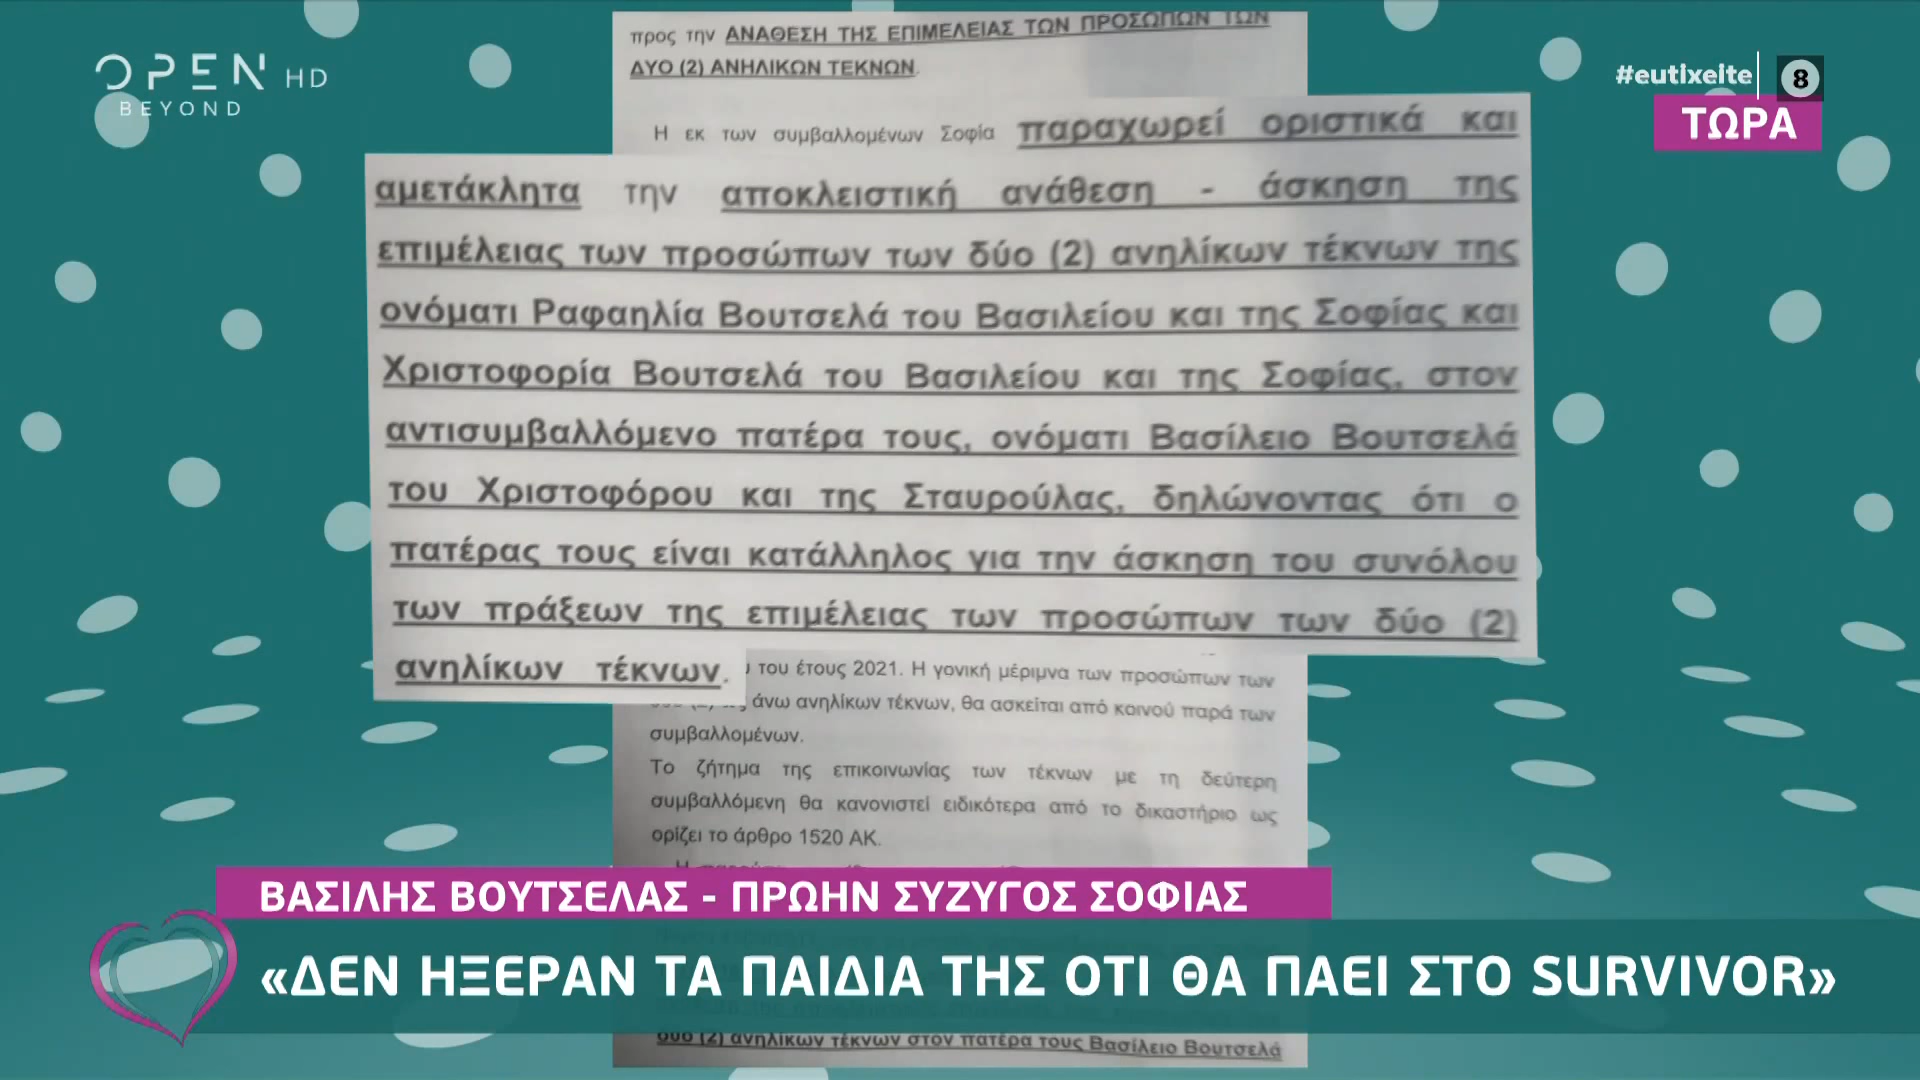 προς την ΑΝΑΘΕΣΗ ΤΗΣ ΕΠΙΜΕΛΕΙΑΣ ΤΩΝ ΠΡΟΣΩΠΩΝ ΤΩΝ
ΔΥΟ (2) ΑΝΗΛΙΚΩΝ ΤΕΚΝΩΝ.
OPEN HD
BEYOND
#eutixeite 8
ΤΩΡΑ
Η εκ των συμβαλλομένων Σοφία παραχωρεί οριστικά και
αμετάκλητα την αποκλειστική ανάθεση - άσκηση της
επιμέλειας των προσώπων των δύο (2) ανηλίκων τέκνων της
ονόματι Ραφαηλία Βουτσελά του Βασιλείου και της Σοφίας και
Χριστοφορία Βουτσελά του Βασιλείου και της Σοφίας, στον
αντισυμβαλλόμενο πατέρα τους, ονόματι Βασίλειο Βουτσελά
του Χριστοφόρου και της Σταυρούλας, δηλώνοντας ότι ο
πατέρας τους είναι κατάλληλος για την άσκηση του συνόλου
των πράξεων της επιμέλειας των προσώπων των δύο (2)
ανηλίκων τέκνων.
του έτους 2021. Η γονική μέριμνα των προσώπων των
άνω ανηλίκων τέκνων, θα ασκείται από κοινού παρά των
συμβαλλομένων.
Το ζήτημα της επικοινωνίας των τέκνων με τη δεύτερη
συμβαλλόμενη θα κανονιστεί ειδικότερα από το δικαστήριο ως
ορίζει το άρθρο 1520 ΑΚ.
ΒΑΣΙΛΗΣ ΒΟΥΤΣΕΛΑΣ - ΠΡΩΗΝ ΣΥΖΥΓΟΣ ΣΟΦΙΑΣ
«ΔΕΝ ΗΞΕΡΑΝ ΤΑ ΠΑΙΔΙΑ ΤΗΣ ΟΤΙ ΘΑ ΠΑΕΙ ΣΤΟ SURVIVOR»
δύο (2) ανηλίκων τέκνων στον πατέρα τους Βασίλειο Βουτσελά